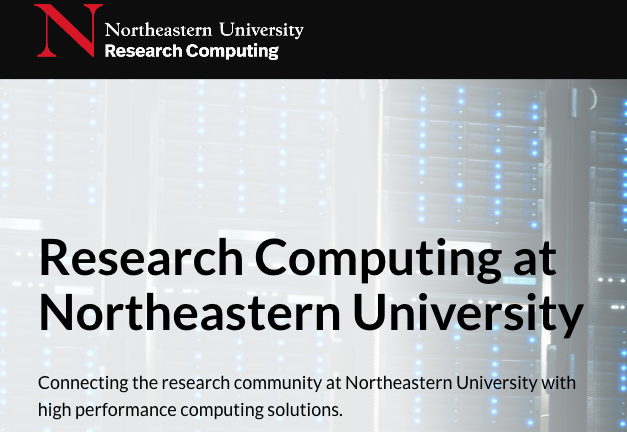 N Northeastern University
Research Computing
Research Computing at
Northeastern University
Connecting the research community at Northeastern University with
high performance computing solutions.